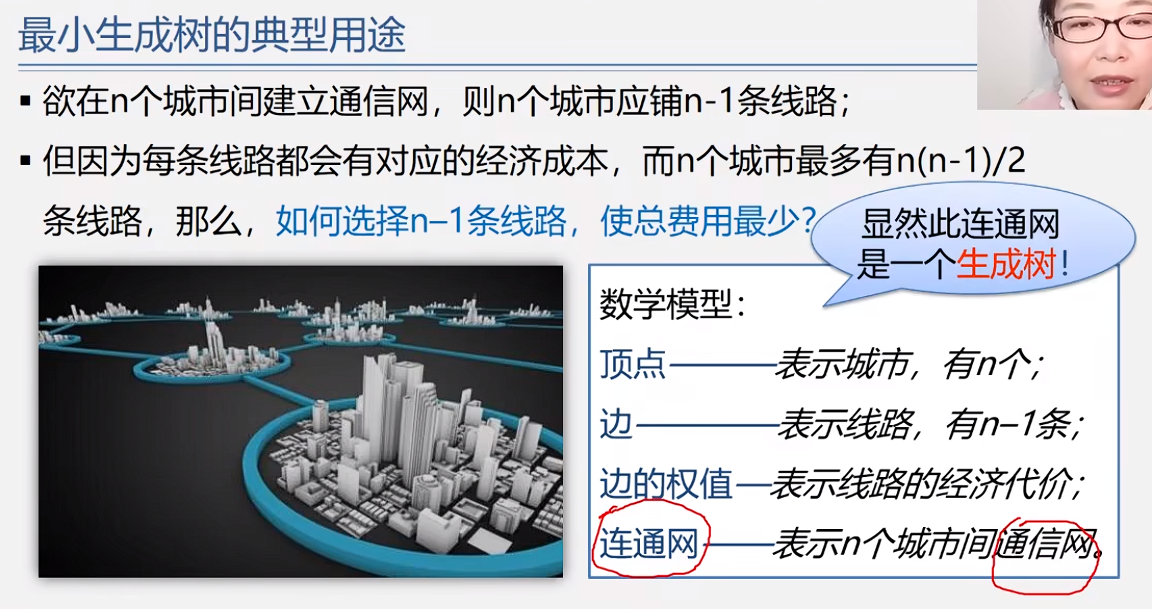 最小生成树的典型用途
▪ 欲在n个城市间建立通信网，则n个城市应铺n-1条线路；
▪ 但因为每条线路都会有对应的经济成本，而n个城市最多有n(n-1)/2
条线路，那么，如何选择n–1条线路，使总费用最少？
显然此连通网
是一个生成树！
数学模型：
顶点———表示城市，有n个；
边————表示线路，有n–1条；
边的权值—表示线路的经济代价；
连通网——表示n个城市间通信网。